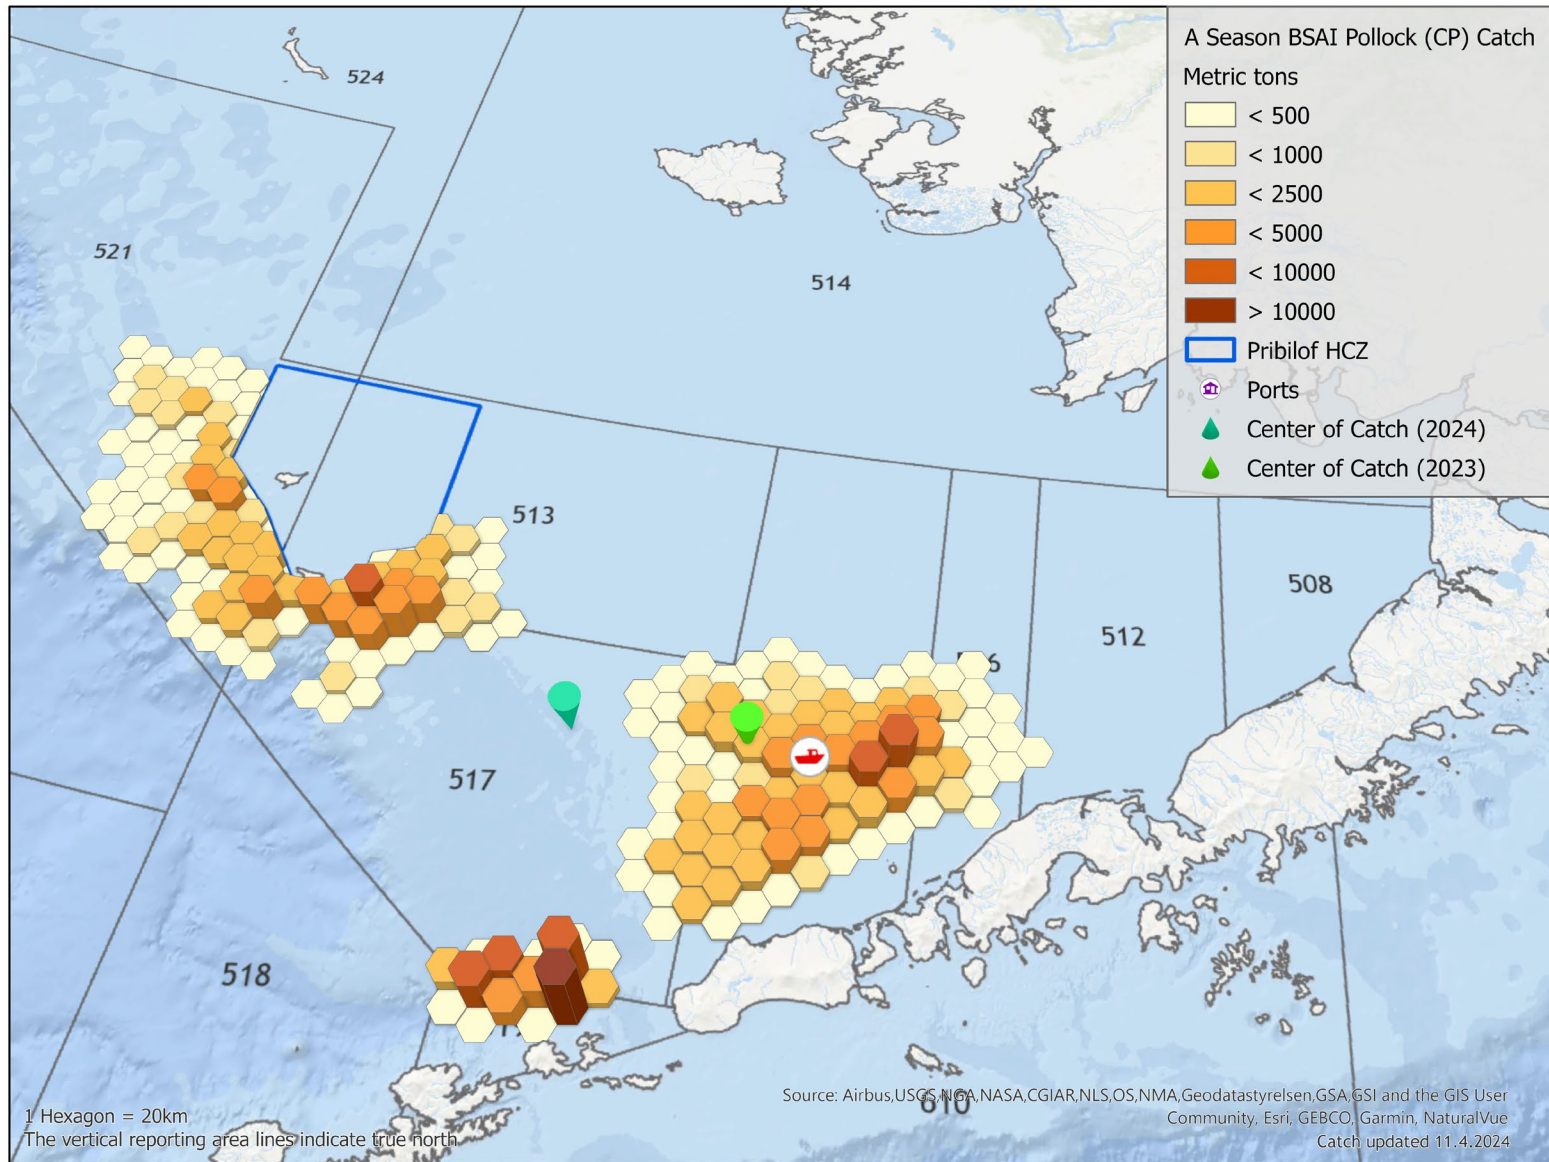 A Season BSAI Pollock (CP) Catch
Metric tons
< 500
< 1000
< 2500
< 5000
< 10000
> 10000
Pribilof HCZ
Ports
Center of Catch (2024)
Center of Catch (2023)
524
521
514
513
508
512
517
518
610
1 Hexagon = 20km
The vertical reporting area lines indicate true north
Source: Airbus,USGS,NGA,NASA,CGIAR,NLS,OS,NMA,Geodatastyrelsen,GSA,GSI and the GIS User
Community, Esri, GEBCO, Garmin, NaturalVue
Catch updated 11.4.2024